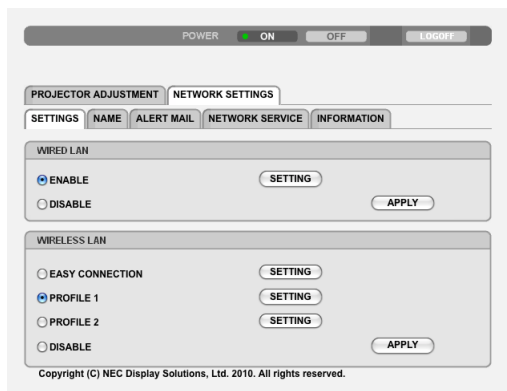 POWER ON OFF LOGOFF
PROJECTOR ADJUSTMENT NETWORK SETTINGS
SETTINGS NAME ALERT MAIL NETWORK SERVICE INFORMATION
WIRED LAN
ENABLE SETTING
DISABLE APPLY
WIRELESS LAN
EASY CONNECTION SETTING
PROFILE 1 SETTING
PROFILE 2 SETTING
DISABLE APPLY
Copyright (C) NEC Display Solutions, Ltd. 2010. All rights reserved.